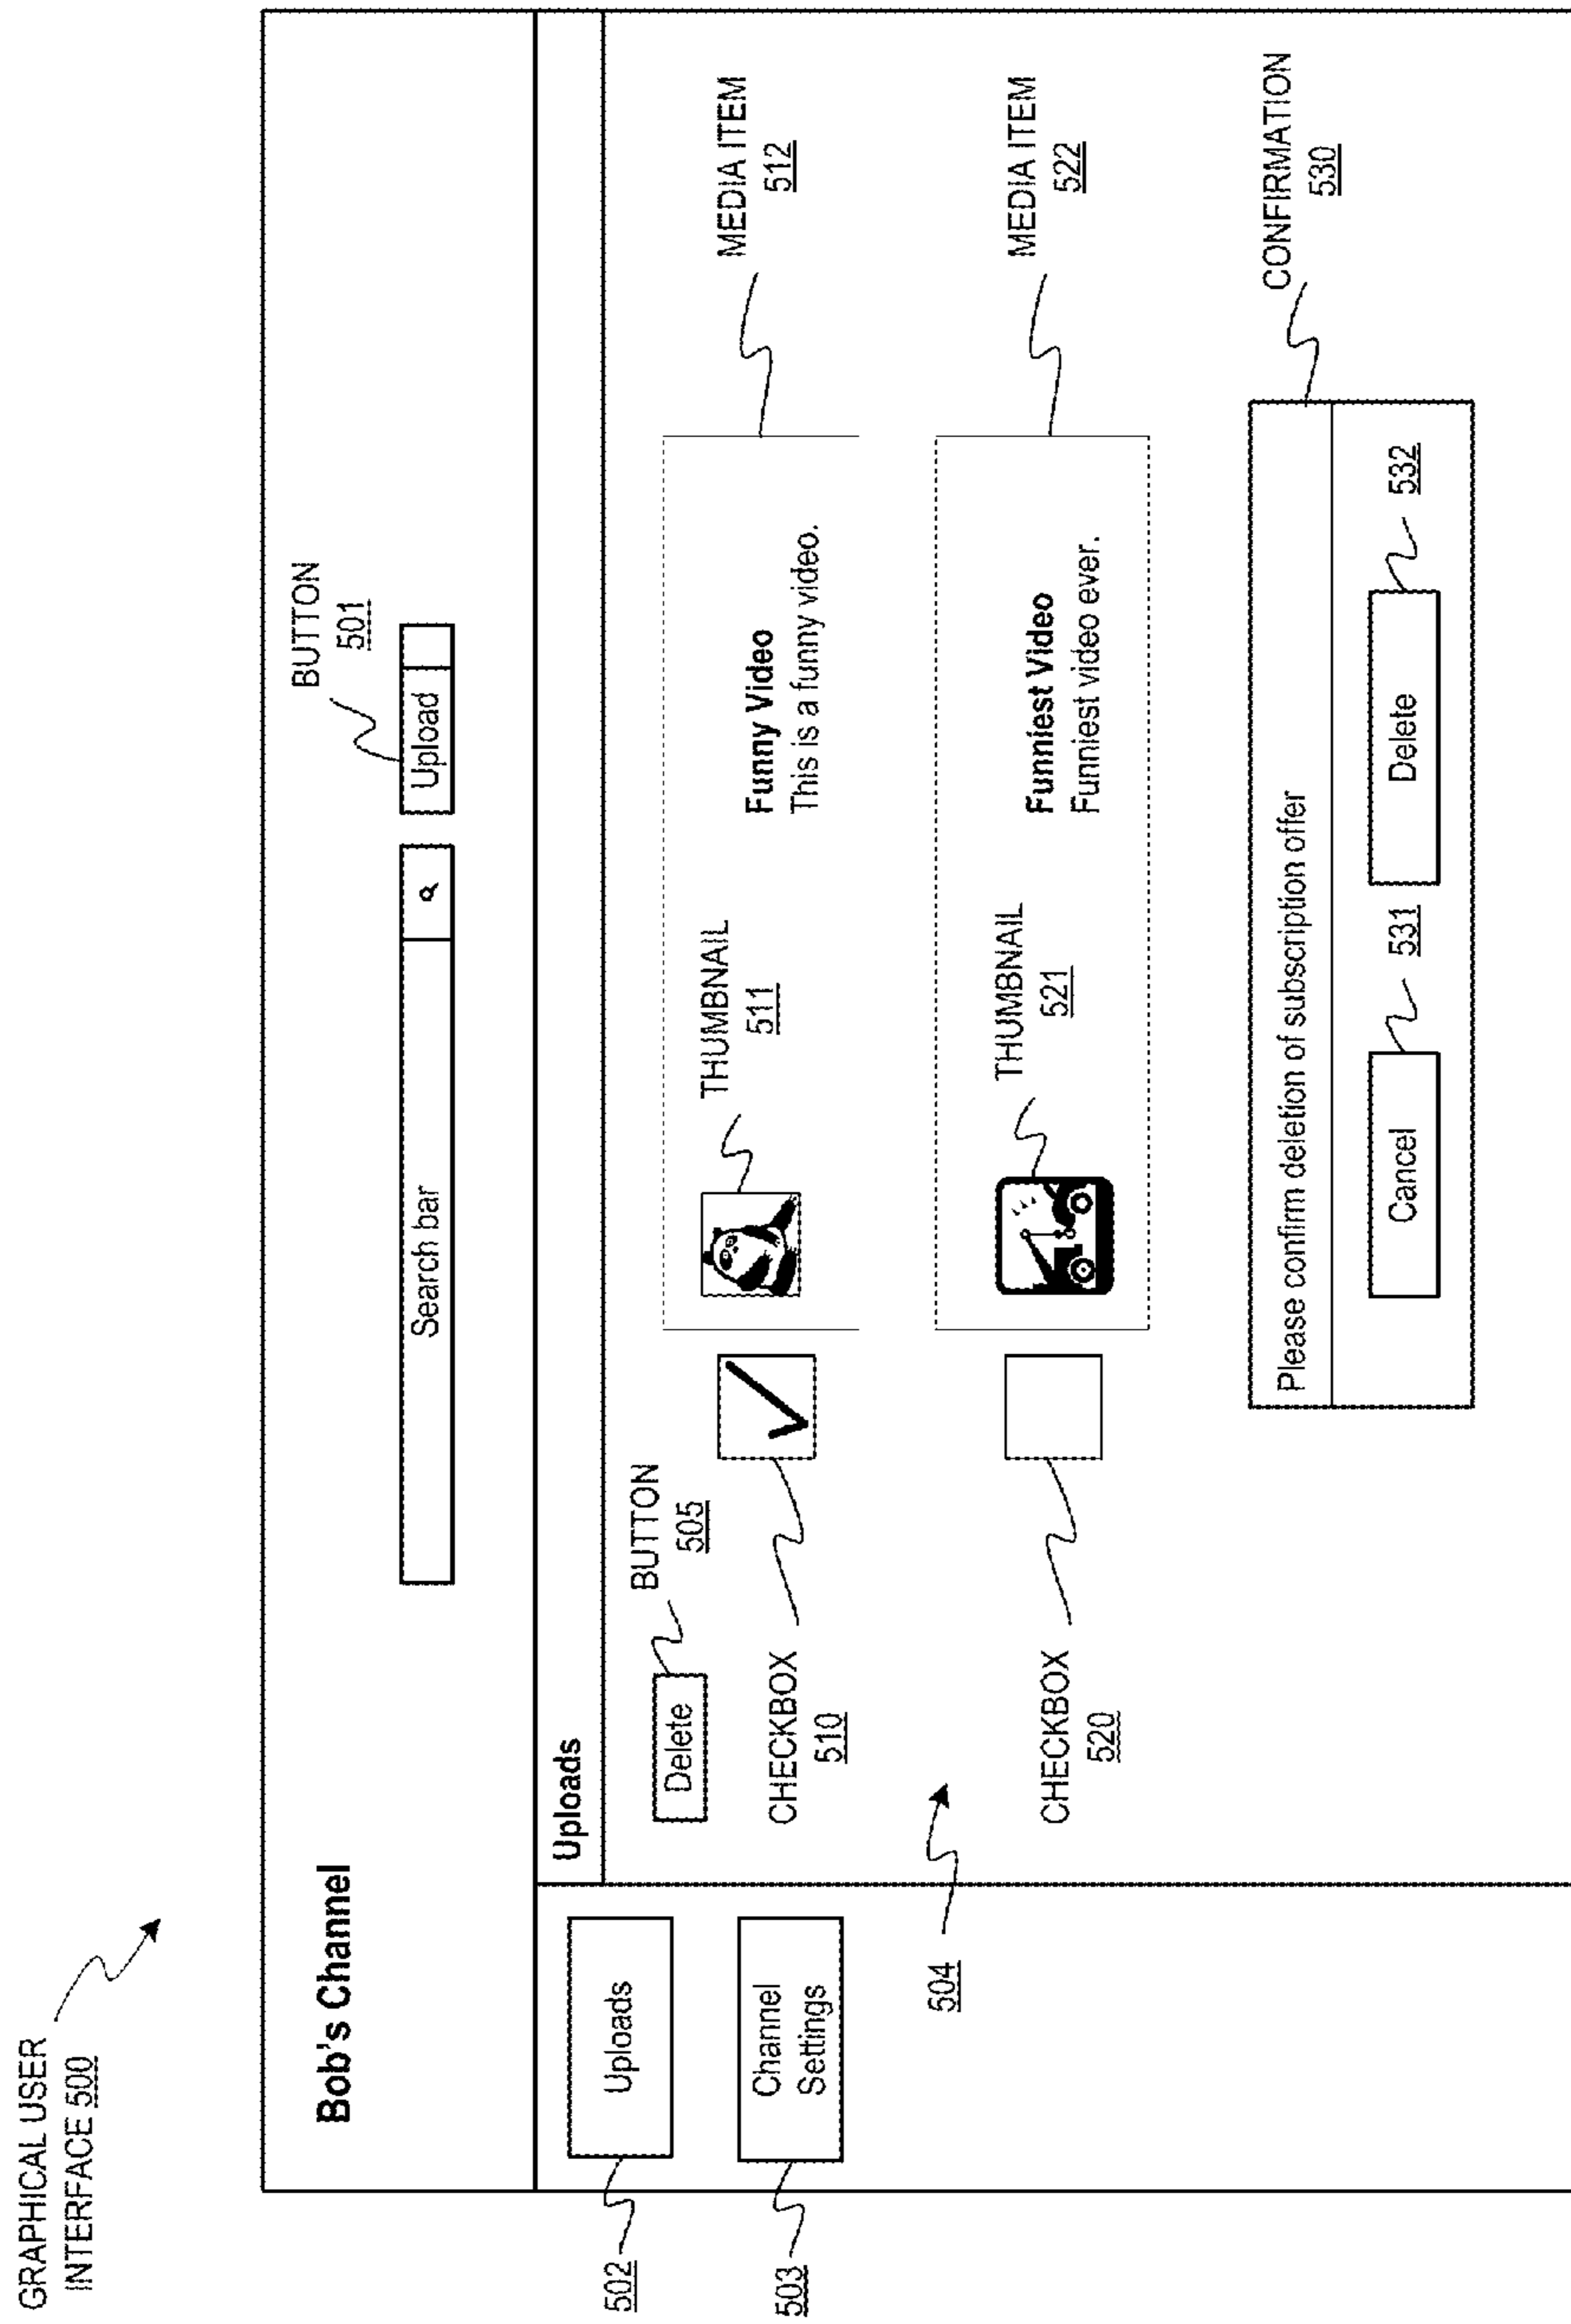 GRAPHICAL USER
INTERFACE 500
Bob's Channel
BUTTON
501
Search bar
Upload
Uploads
502
Uploads
503
Channel
Settings
504
Delete
BUTTON
505
CHECKBOX
510
THUMBNAIL
511
Funny Video
This is a funny video.
MEDIA ITEM
512
CHECKBOX
520
THUMBNAIL
521
Funniest Video
Funniest video ever.
MEDIA ITEM
522
Please confirm deletion of subscription offer
CONFIRMATION
530
Cancel
531
Delete
532